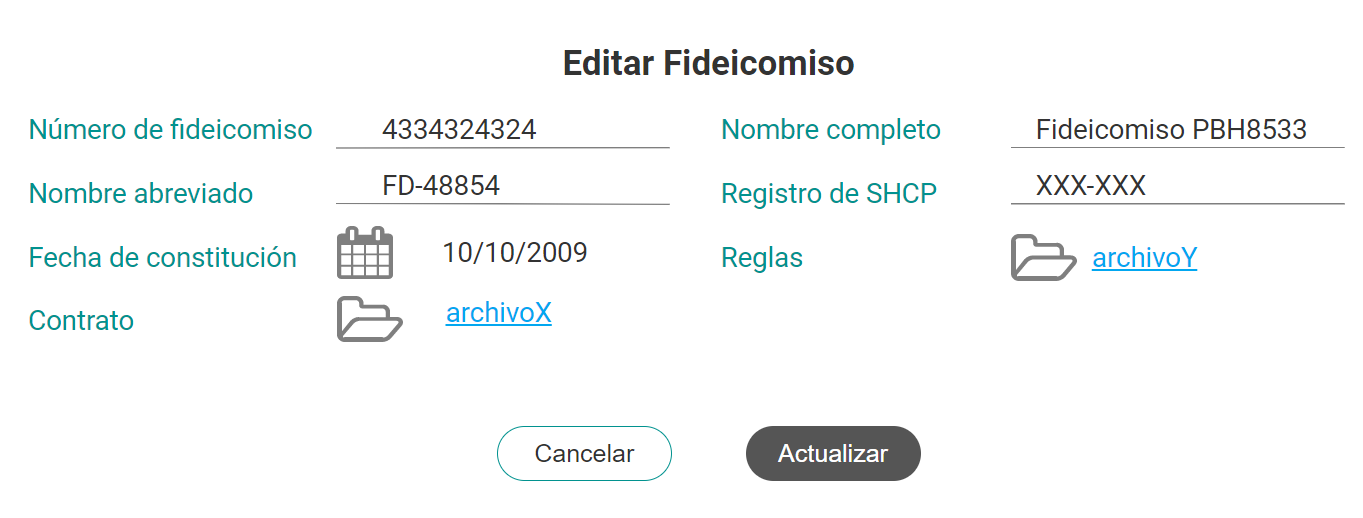 Editar Fideicomiso
Número de fideicomiso 4334324324 Nombre completo Fideicomiso PBH8533
Nombre abreviado FD-48854 Registro de SHCP XXX-XXX
Fecha de constitución 10/10/2009 Reglas archivoY
Contrato archivoX
Cancelar Actualizar